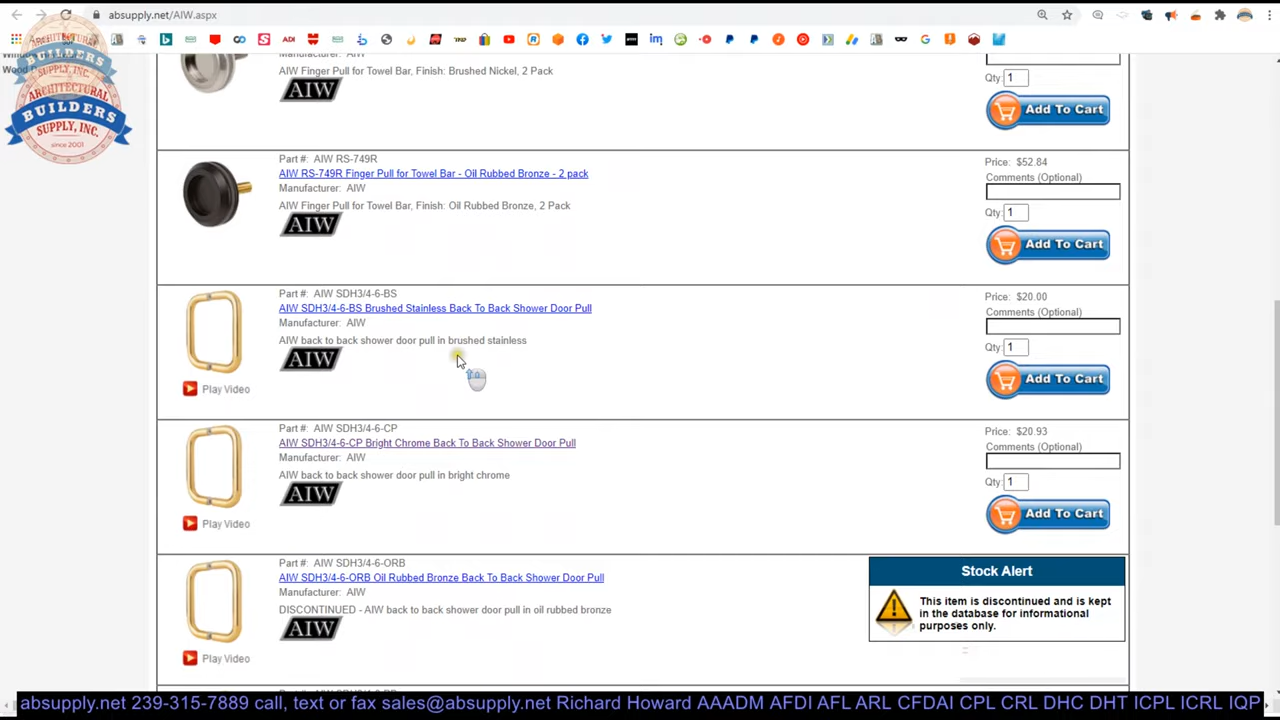 absupply.net/AIW.aspx
ARCHITECTURAL
BUILDERS
SUPPLY, INC.
ARCHITECTURAL
BUILDERS
SUPPLY, INC.
since 2001
Manufacturer: AIW
AIW Finger Pull for Towel Bar, Finish: Brushed Nickel, 2 Pack
AIW
Qty: 1
Add To Cart
Part #: AIW RS-749R
AIW RS-749R Finger Pull for Towel Bar - Oil Rubbed Bronze - 2 pack
Manufacturer: AIW
AIW Finger Pull for Towel Bar, Finish: Oil Rubbed Bronze, 2 Pack
AIW
Price: $52.84
Comments (Optional)
Qty: 1
Add To Cart
Part #: AIW SDH3/4-6-BS
AIW SDH3/4-6-BS Brushed Stainless Back To Back Shower Door Pull
Manufacturer: AIW
AIW back to back shower door pull in brushed stainless
AIW
Play Video
Price: $20.00
Comments (Optional)
Qty: 1
Add To Cart
Part #: AIW SDH3/4-6-CP
AIW SDH3/4-6-CP Bright Chrome Back To Back Shower Door Pull
Manufacturer: AIW
AIW back to back shower door pull in bright chrome
AIW
Play Video
Price: $20.93
Comments (Optional)
Qty: 1
Add To Cart
Part #: AIW SDH3/4-6-ORB
AIW SDH3/4-6-ORB Oil Rubbed Bronze Back To Back Shower Door Pull
Manufacturer: AIW
DISCONTINUED - AIW back to back shower door pull in oil rubbed bronze
AIW
Play Video
Stock Alert
This item is discontinued and is kept
in the database for informational
purposes only.
absupply.net 239-315-7889 call, text or fax sales@absupply.net Richard Howard AAADM AFDI AFL ARL CFDAI CPL CRL DHC DHT ICPL ICRL IQP